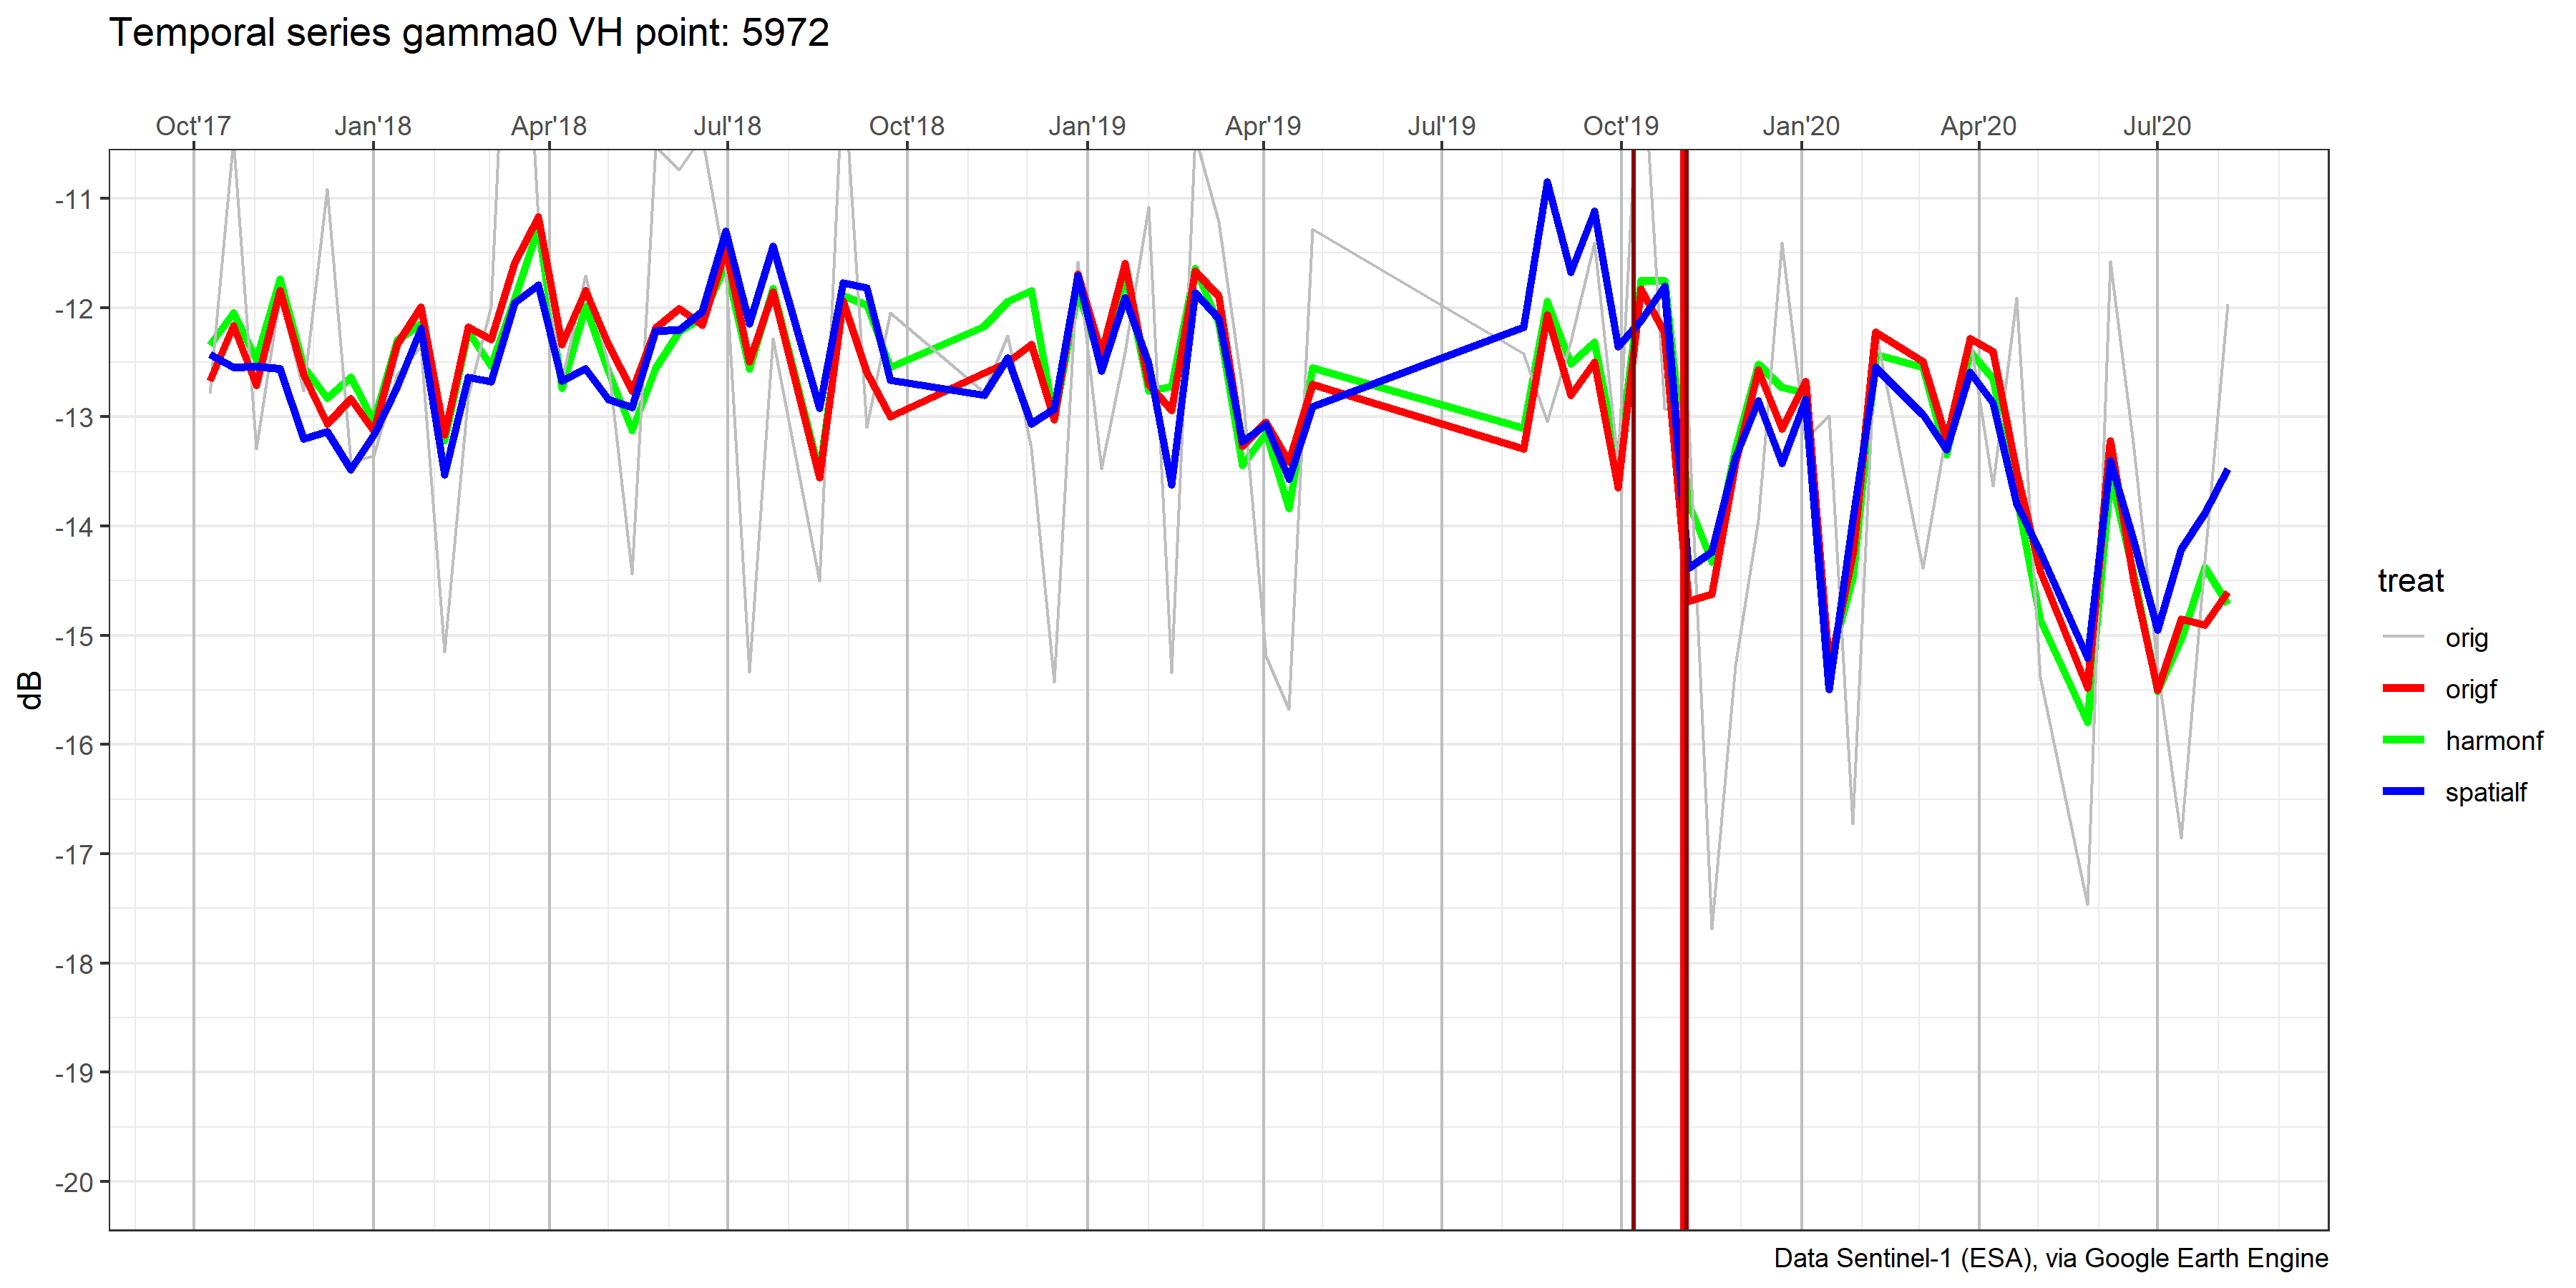 Temporal series gamma0 VH point: 5972
Oct'17 Jan'18 Apr'18 Jul'18 Oct'18 Jan'19 Apr'19 Jul'19 Oct'19 Jan'20 Apr'20 Jul'20
-11
-12
-13
-14
-15
-16
-17
-18
-19
-20
dB
treat
orig
origf
harmonf
spatialf
Data Sentinel-1 (ESA), via Google Earth Engine